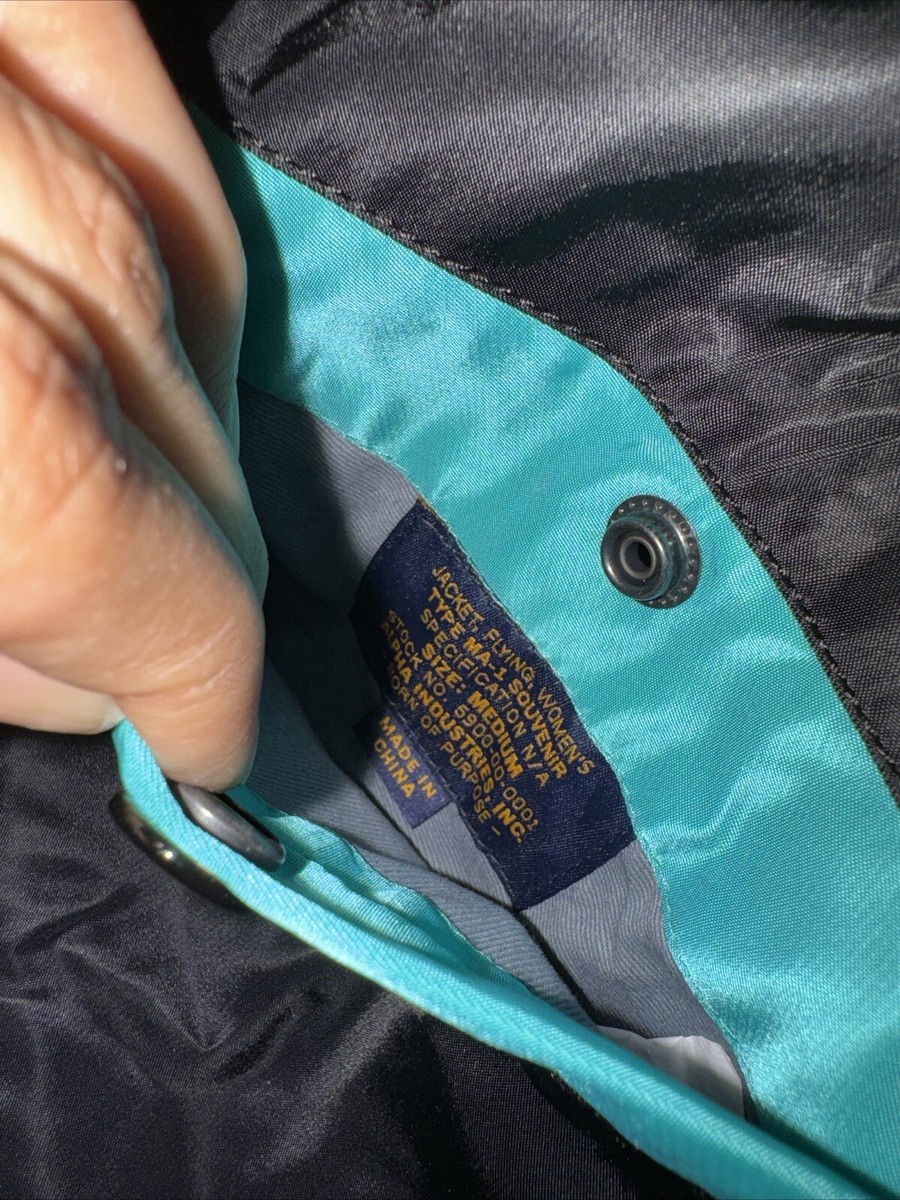 JACKET, FLYING, WOMEN'S
TYPE MA-1 SOUVENIR
SPECIFICATION N/A
SIZE: MEDIUM
STOCK NO. 5900.00.0001
ALPHA INDUSTRIES INC.
- BORN OF PURPOSE -
MADE IN
CHINA